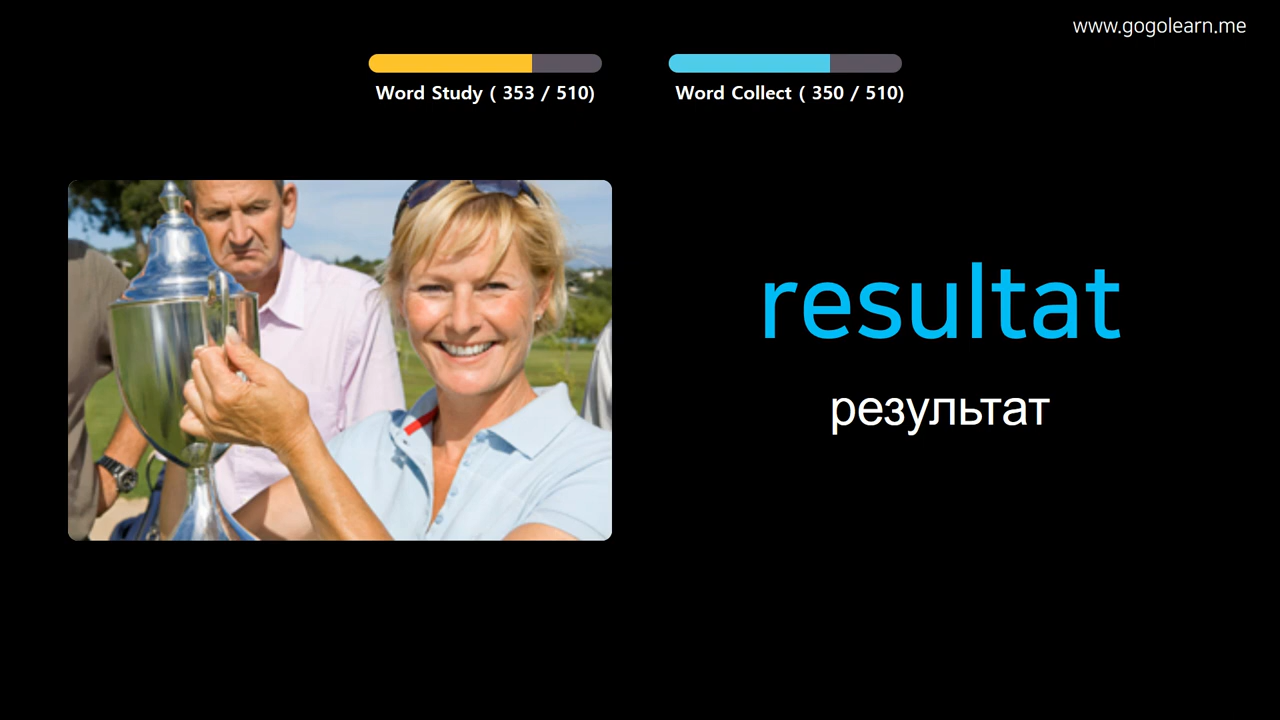 www.gogolearn.me
Word Study ( 353 / 510)
Word Collect ( 350 / 510)
resultat
результат